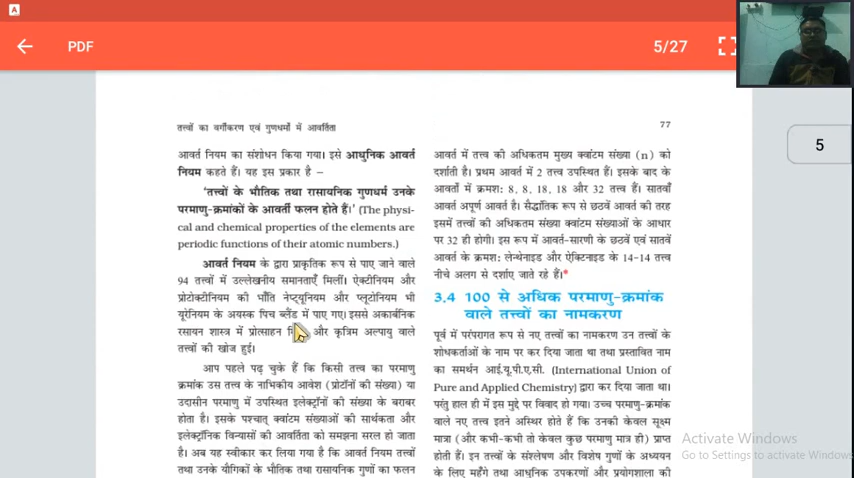 A
PDF
5/27
5
तत्त्वों का वर्गीकरण एवं गुणधर्मों में आवर्तिता
77
आवर्त नियम का संशोधन किया गया। इसे आधुनिक आवर्त
नियम कहते हैं। यह इस प्रकार है –
'तत्त्वों के भौतिक तथा रासायनिक गुणधर्म उनके
परमाणु-क्रमांकों के आवर्ती फलन होते हैं।' (The physi-
cal and chemical properties of the elements are
periodic functions of their atomic numbers.)
आवर्त नियम के द्वारा प्राकृतिक रूप से पाए जाने वाले
94 तत्त्वों में उल्लेखनीय समानताएँ मिलीं। ऐक्टीनियम और
प्रोटोक्टीनियम की भाँति नेप्ट्यूनियम और प्लूटोनियम भी
यूरेनियम के अयस्क पिच ब्लैंड में पाए गए। इससे अकार्बनिक
रसायन शास्त्र में प्रोत्साहन और कृत्रिम अल्पायु वाले
तत्त्वों की खोज हुई।
आप पहले पढ़ चुके हैं कि किसी तत्त्व का परमाणु
क्रमांक उस तत्त्व के नाभिकीय आवेश (प्रोटॉनों की संख्या) या
उदासीन परमाणु में उपस्थित इलेक्ट्रॉनों की संख्या के बराबर
होता है। इसके पश्चात् क्वांटम संख्याओं की सार्थकता और
इलेक्ट्रॉनिक विन्यासों की आवर्तिता को समझना सरल हो जाता
है। अब यह स्वीकार कर लिया गया है कि आवर्त नियम तत्त्वों
तथा उनके यौगिकों के भौतिक तथा रासायनिक गुणों का फलन
आवर्त में तत्त्व की अधिकतम मुख्य क्वांटम संख्या (n) को
दर्शाती है। प्रथम आवर्त में 2 तत्त्व उपस्थित हैं। इसके बाद के
आवर्तों में क्रमशः 8, 8, 18, 18 और 32 तत्त्व हैं। सातवाँ
आवर्त अपूर्ण आवर्त है। सैद्धांतिक रूप से छठवें आवर्त की तरह
इसमें तत्त्वों की अधिकतम संख्या क्वांटम संख्याओं के आधार
पर 32 ही होगी। इस रूप में आवर्त-सारणी के छठवें एवं सातवें
आवर्त के क्रमशः लेन्थेनाइड और ऐक्टिनाइड के 14-14 तत्त्व
नीचे अलग से दर्शाए जाते रहे हैं।*
3.4 100 से अधिक परमाणु-क्रमांक
वाले तत्त्वों का नामकरण
पूर्व में परंपरागत रूप से नए तत्त्वों का नामकरण उन तत्त्वों के
शोधकर्ताओं के नाम पर कर दिया जाता था तथा प्रस्तावित नाम
का समर्थन आई.यू.पी.ए.सी. (International Union of
Pure and Applied Chemistry) द्वारा कर दिया जाता था।
परंतु हाल ही में इस मुद्दे पर विवाद हो गया। उच्च परमाणु-क्रमांक
वाले नए तत्त्व इतने अस्थिर होते हैं कि उनकी केवल सूक्ष्म
मात्रा (और कभी-कभी तो केवल कुछ परमाणु मात्र ही) प्राप्त
होती हैं। इन तत्त्वों के संश्लेषण और विशेष गुणों के अध्ययन
के लिए महँगे तथा आधुनिक उपकरणों और प्रयोगशाला की
Activate Windows
Go to Settings to activate Windows